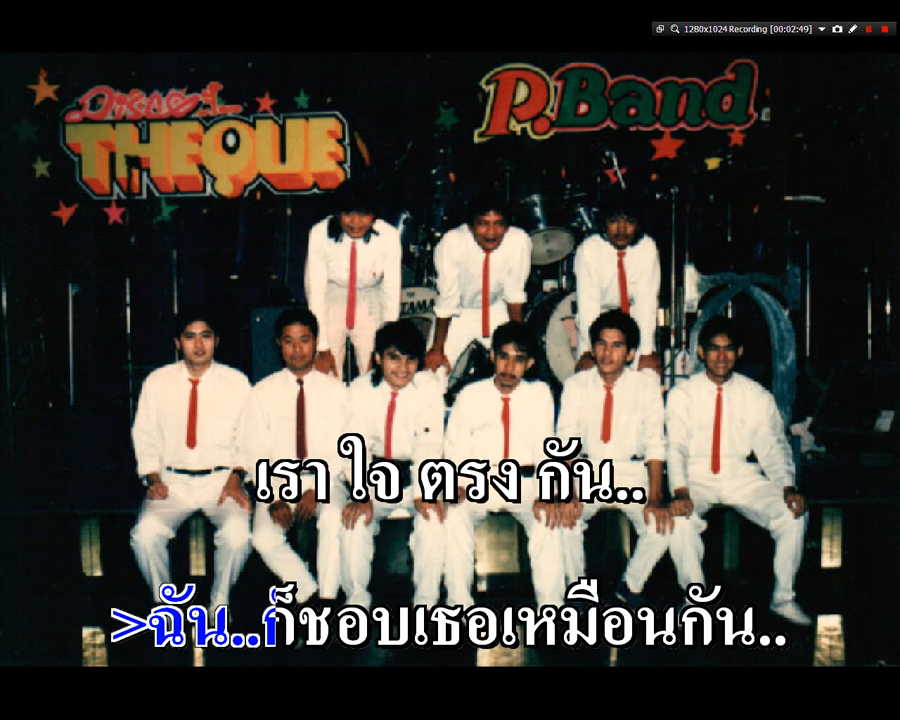 1280x1024 Recording [00:02:49]
Disco
THEQUE
P.Band
TAMA
เรา ใจ ตรง กัน..
>ฉัน..ก็ชอบเธอเหมือนกัน..